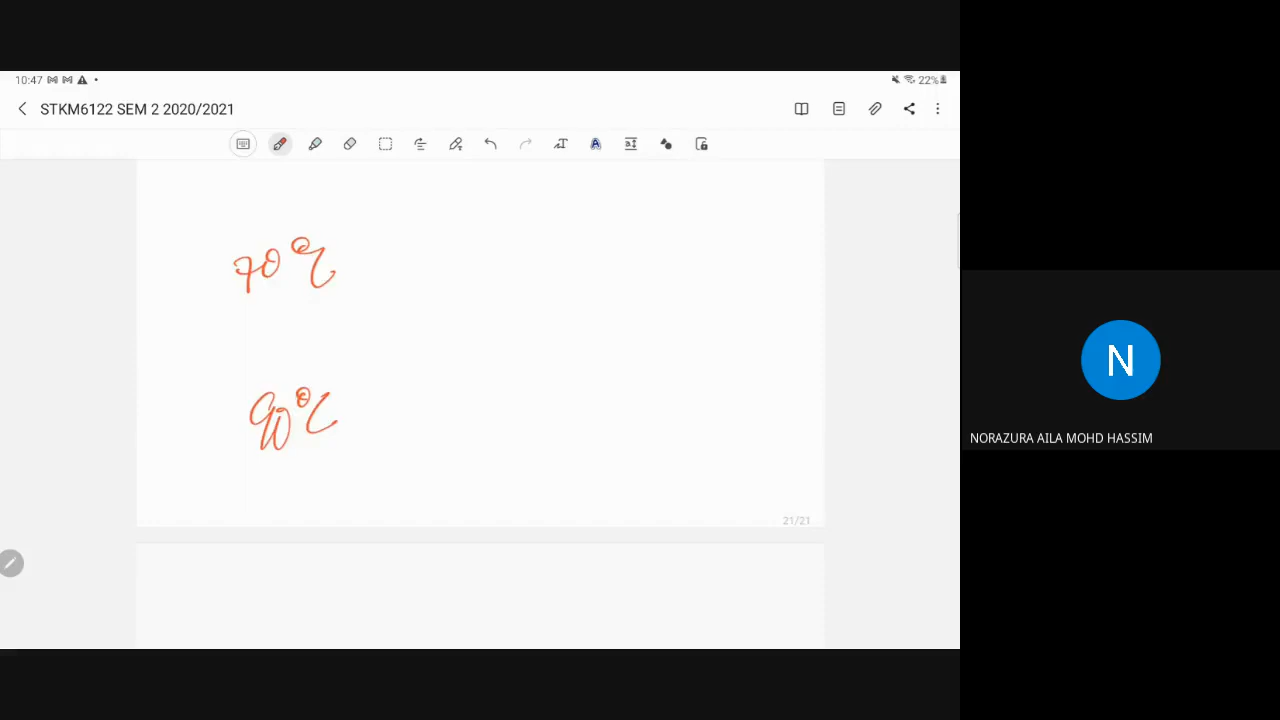 10:47
22%
STKM6122 SEM 2 2020/2021
70°C
90°C
21/21
N
NORAZURA AILA MOHD HASSIM